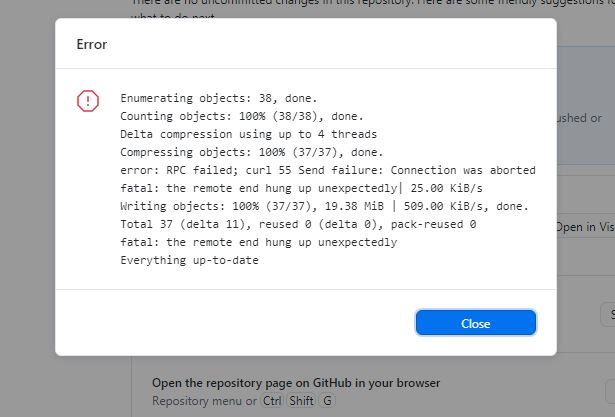 There are no uncommitted changes in this repository. Here are some friendly suggestions fo
what to do next.
Error
Enumerating objects: 38, done.
Counting objects: 100% (38/38), done.
Delta compression using up to 4 threads
Compressing objects: 100% (37/37), done.
error: RPC failed; curl 55 Send failure: Connection was aborted
fatal: the remote end hung up unexpectedly| 25.00 KiB/s
Writing objects: 100% (37/37), 19.38 MiB | 509.00 KiB/s, done.
Total 37 (delta 11), reused 0 (delta 0), pack-reused 0
fatal: the remote end hung up unexpectedly
Everything up-to-date
ushed or
Open in Vis
Close
S
Open the repository page on GitHub in your browser
Repository menu or Ctrl Shift G